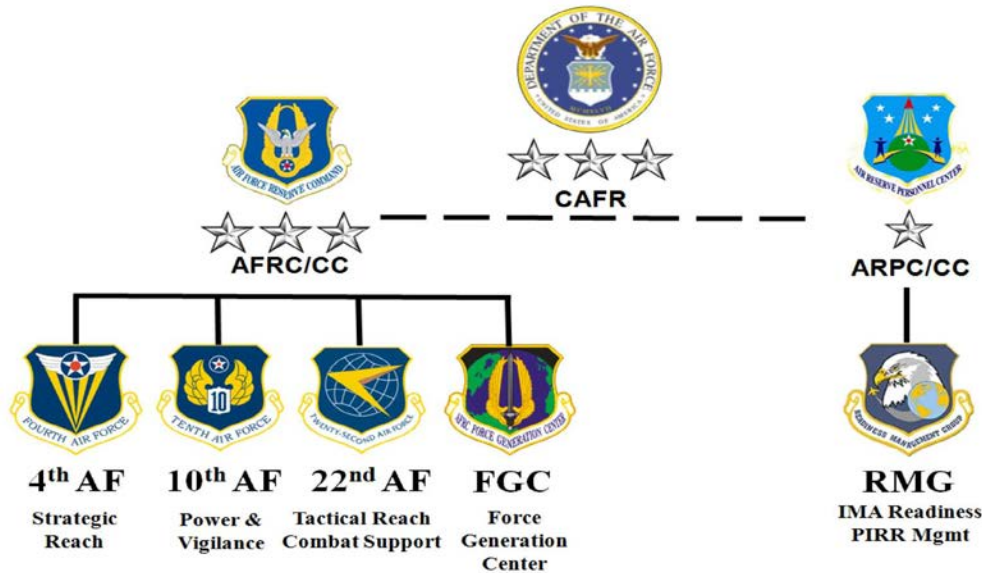 DEPARTMENT OF THE AIR FORCE
MCMXLVII
UNITED STATES OF AMERICA
CAFR
AIR FORCE RESERVE COMMAND
AFRC/CC
AIR RESERVE PERSONNEL CENTER
ARPC/CC
FOURTH AIR FORCE
4th AF
Strategic
Reach
10
TENTH AIR FORCE
10th AF
Power &
Vigilance
TWENTY-SECOND AIR FORCE
22nd AF
Tactical Reach
Combat Support
AFRC FORCE GENERATION CENTER
FGC
Force
Generation
Center
READINESS MANAGEMENT GROUP
RMG
IMA Readiness
PIRR Mgmt